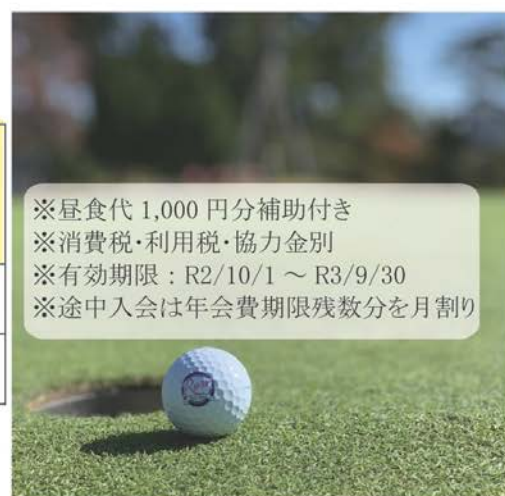 ※昼食代 1,000 円分補助付き
※消費税・利用税・協力金別
※有効期限：R2/10/1 ～ R3/9/30
※途中入会は年会費期限残数分を月割り